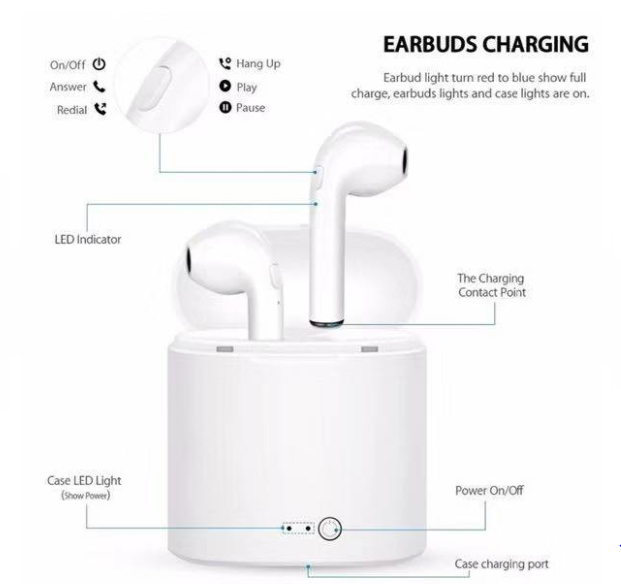 EARBUDS CHARGING
Earbud light turn red to blue show full
charge, earbuds lights and case lights are on.
On/Off
Answer
Redial
Hang Up
Play
Pause
LED Indicator
The Charging
Contact Point
Case LED Light
(Show Power)
Power On/Off
Case charging port